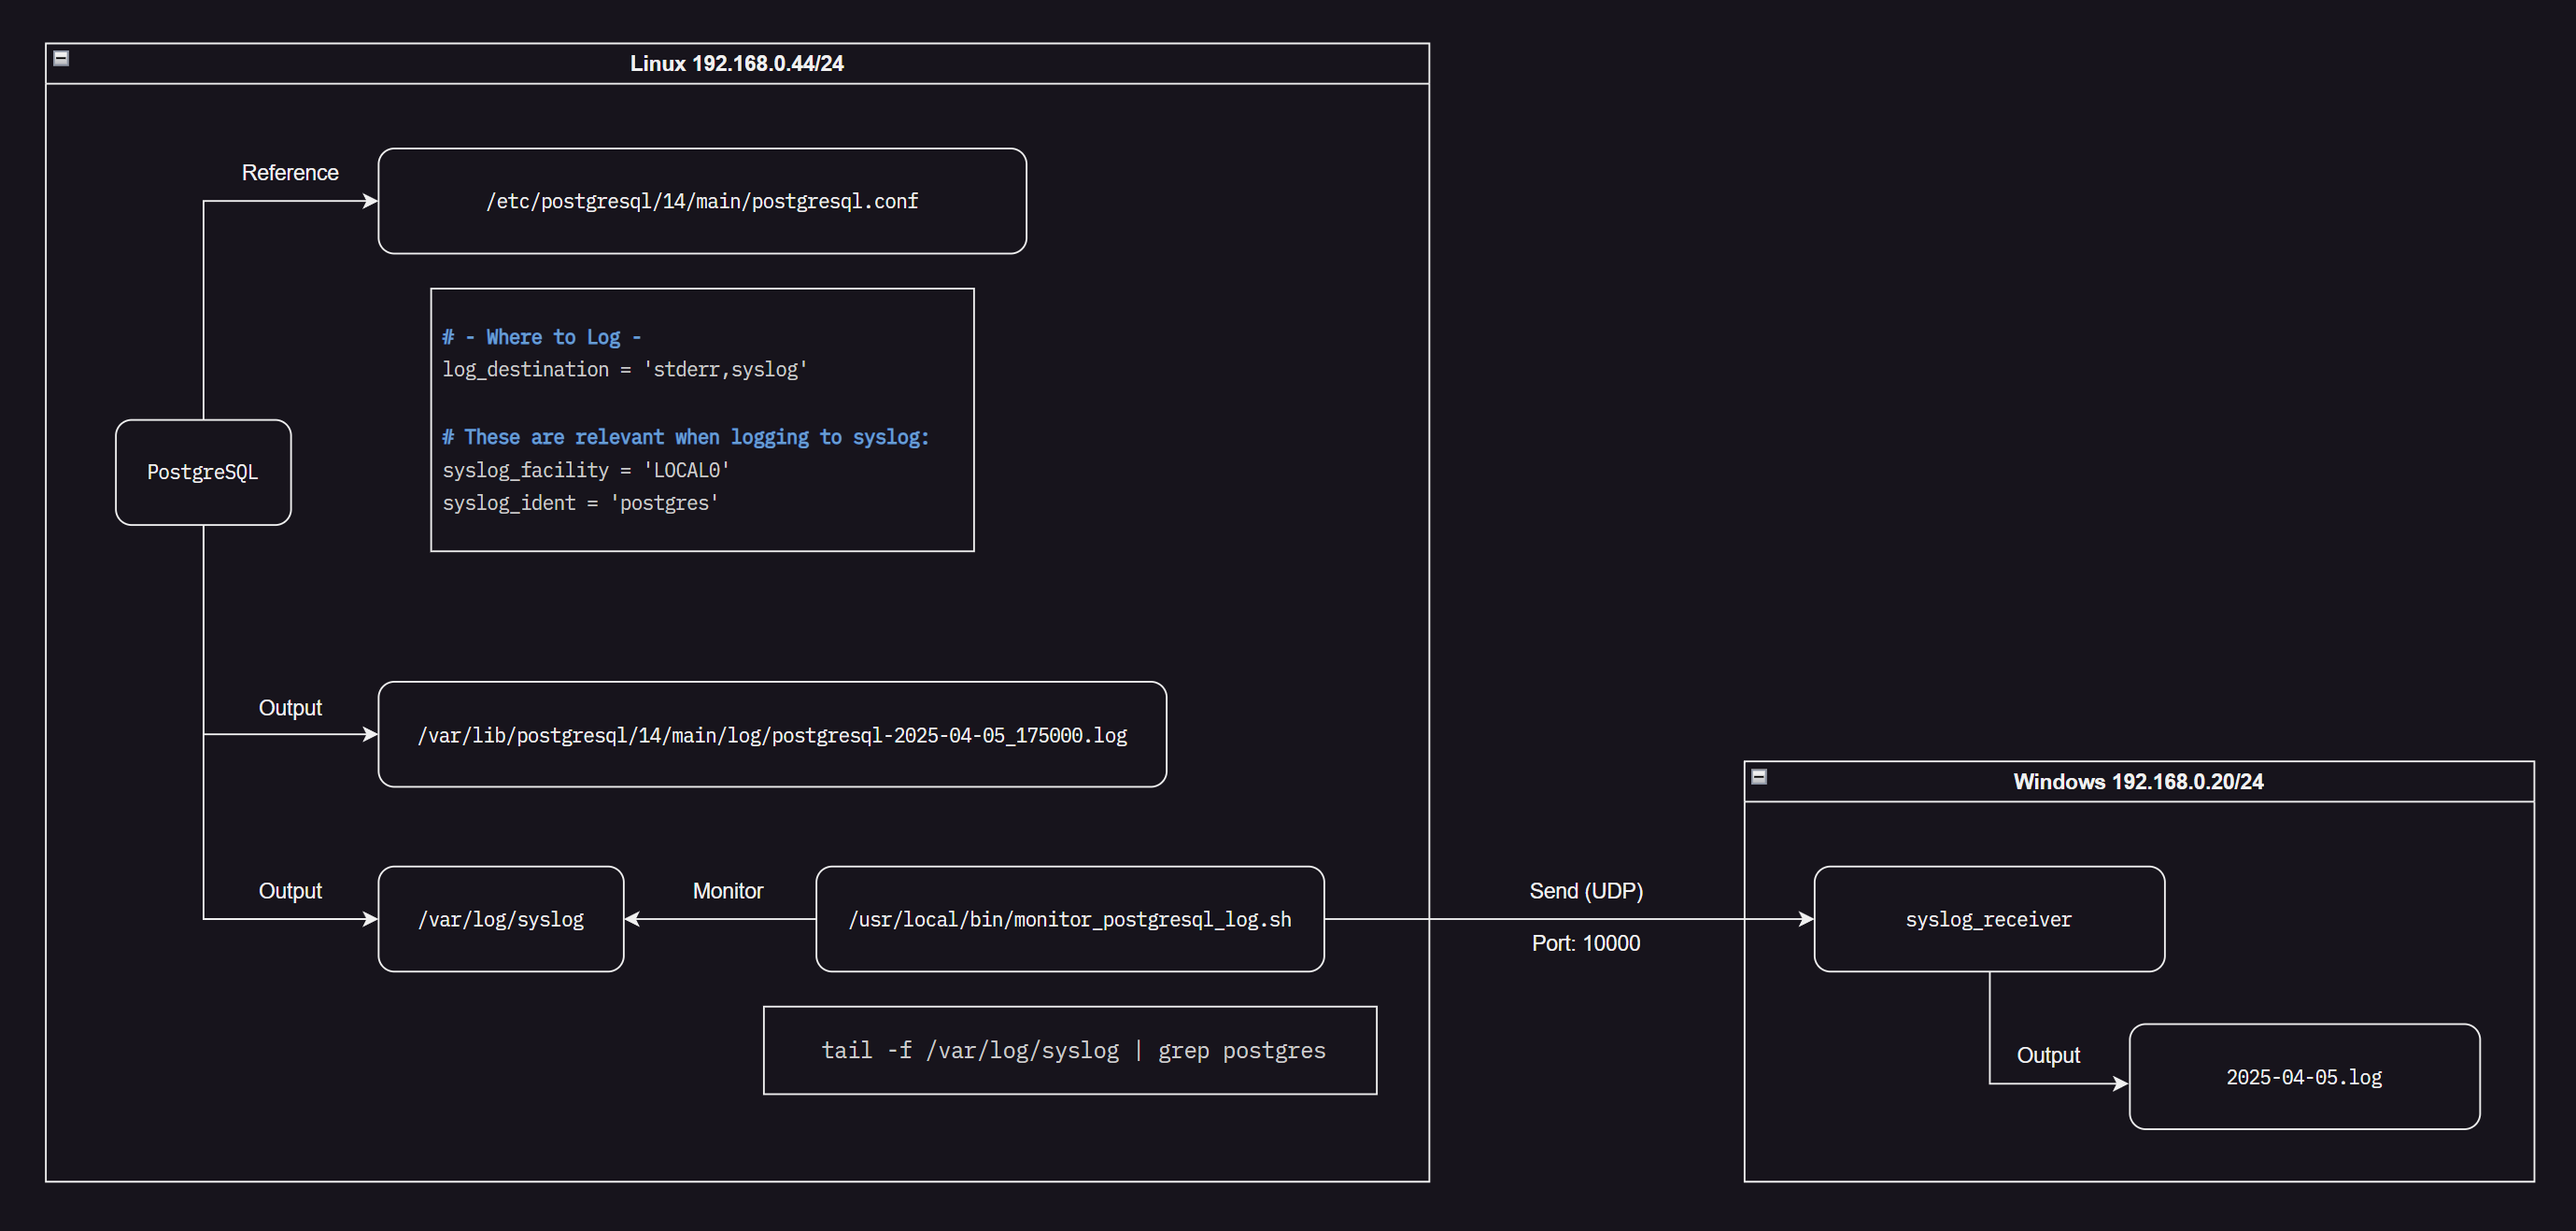 Linux 192.168.0.44/24
Reference
/etc/postgresql/14/main/postgresql.conf
# - Where to Log -
log_destination = 'stderr,syslog'
# These are relevant when logging to syslog:
syslog_facility = 'LOCAL0'
syslog_ident = 'postgres'
PostgreSQL
Output
/var/lib/postgresql/14/main/log/postgresql-2025-04-05_175000.log
Output
/var/log/syslog
Monitor
/usr/local/bin/monitor_postgresql_log.sh
tail -f /var/log/syslog | grep postgres
Send (UDP)
Port: 10000
Windows 192.168.0.20/24
syslog_receiver
Output
2025-04-05.log